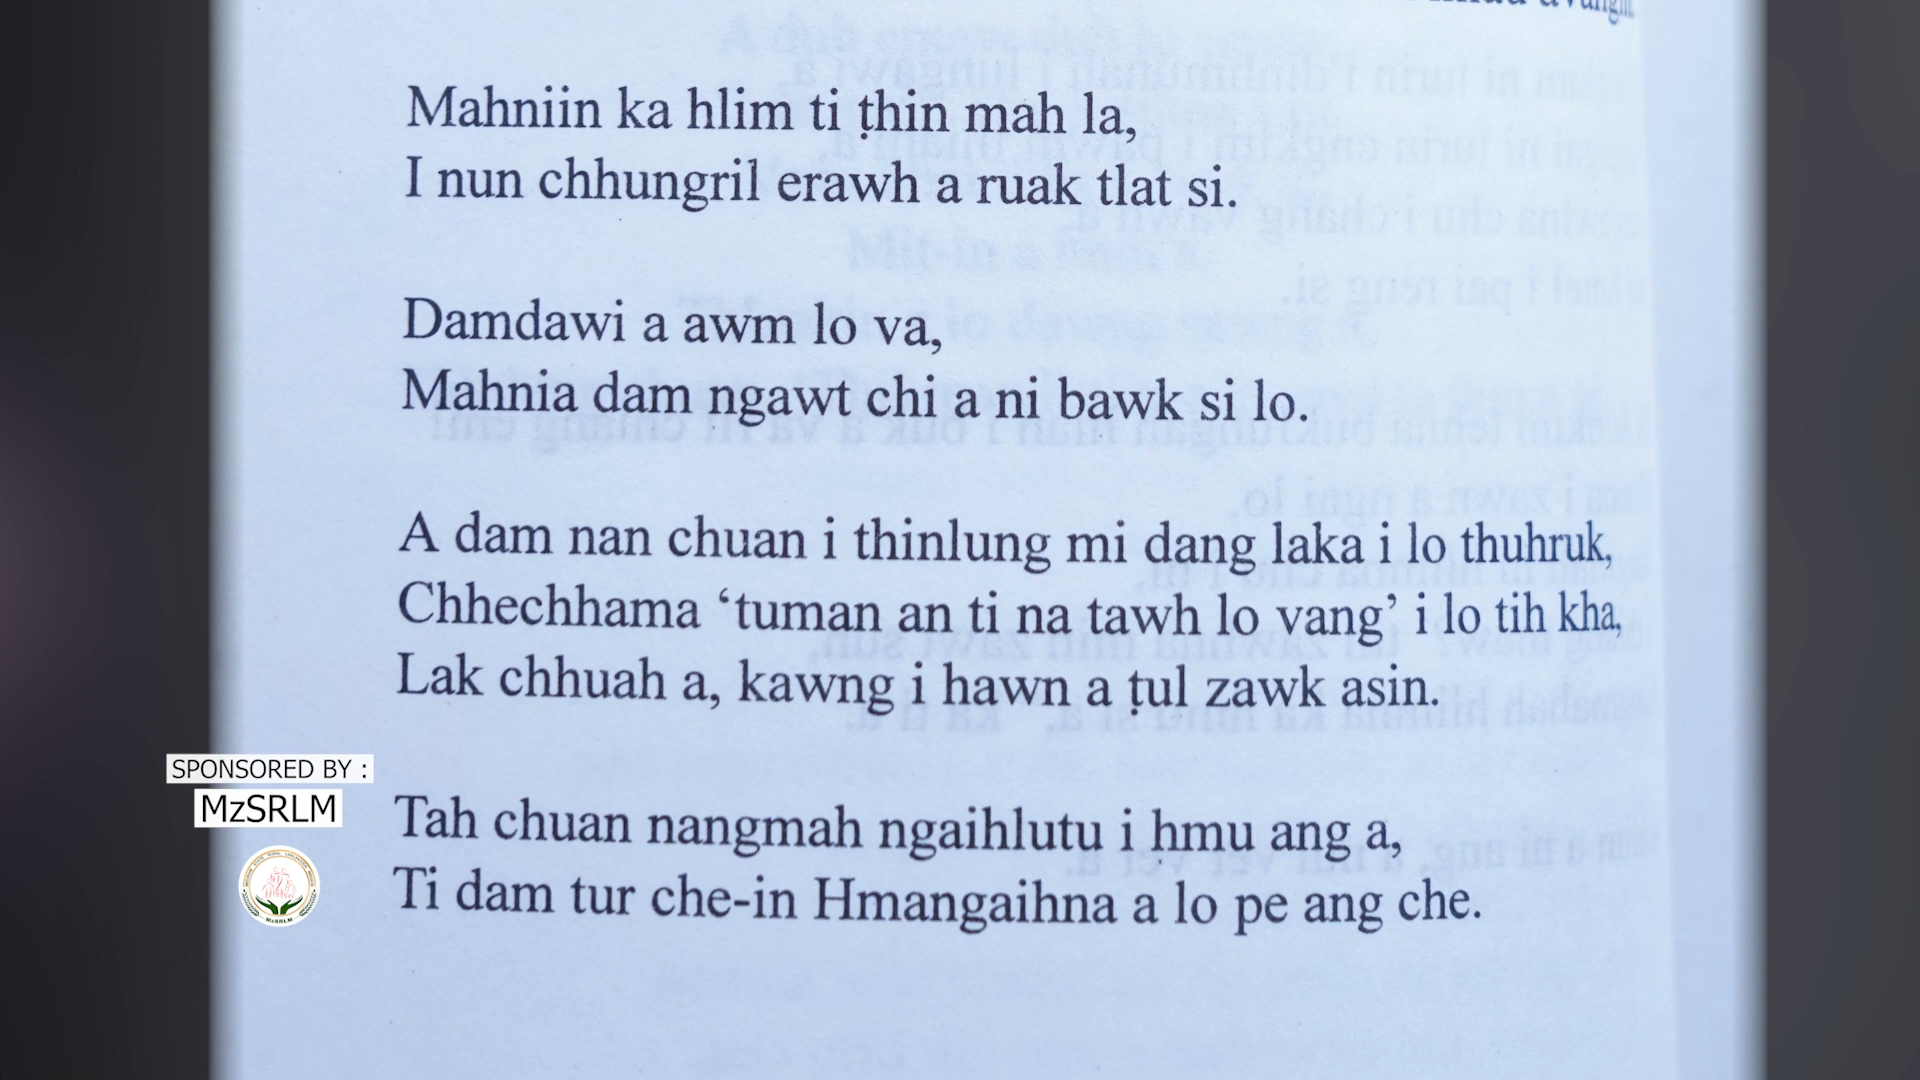 Mahniin ka hlim ti ṭhin mah la,
I nun chhungril erawh a ruak tlat si.
Damdawi a awm lo va,
Mahnia dam ngawt chi a ni bawk si lo.
A dam nan chuan i thinlung mi dang laka i lo thuhruk,
Chhechhama ‘tuman an ti na tawh lo vang’ i lo tih kha,
Lak chhuah a, kawng i hawn a ṭul zawk asin.
Tah chuan nangmah ngaihlutu i ḥmu ang a,
Ti dam tur che-in Hmangaihna a lo pe ang che.
SPONSORED BY :
MzSRLM